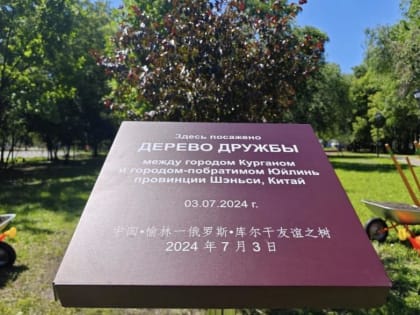 Здесь посажено
ДЕРЕВО ДРУЖБЫ
между городом Курганом
и городом-побратимом Юйлинь
провинции Шэньси, Китай
03.07.2024 г.
中国•榆林一俄罗斯•库尔干友谊之树
2024 年 7 月 3 日